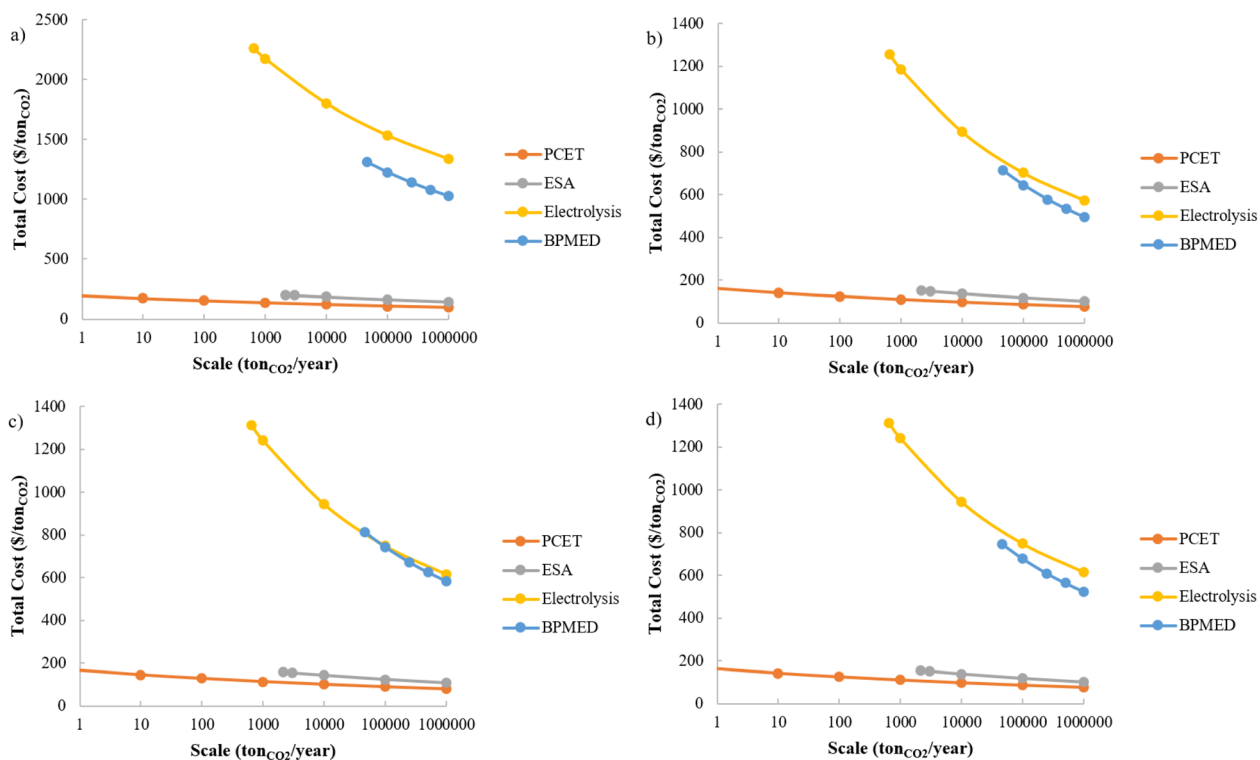 a)
Total Cost ($/tonCO2)
2500
2000
1500
1000
500
0
1 10 100 1000 10000 100000 1000000
Scale (tonCO2/year)
PCET
ESA
Electrolysis
BPMED
b)
Total Cost ($/tonCO2)
1400
1200
1000
800
600
400
200
0
1 10 100 1000 10000 100000 1000000
Scale (tonCO2/year)
PCET
ESA
Electrolysis
BPMED
c)
Total Cost ($/tonCO2)
1400
1200
1000
800
600
400
200
0
1 10 100 1000 10000 100000 1000000
Scale (tonCO2/year)
PCET
ESA
Electrolysis
BPMED
d)
Total Cost ($/tonCO2)
1400
1200
1000
800
600
400
200
0
1 10 100 1000 10000 100000 1000000
Scale (tonCO2/year)
PCET
ESA
Electrolysis
BPMED